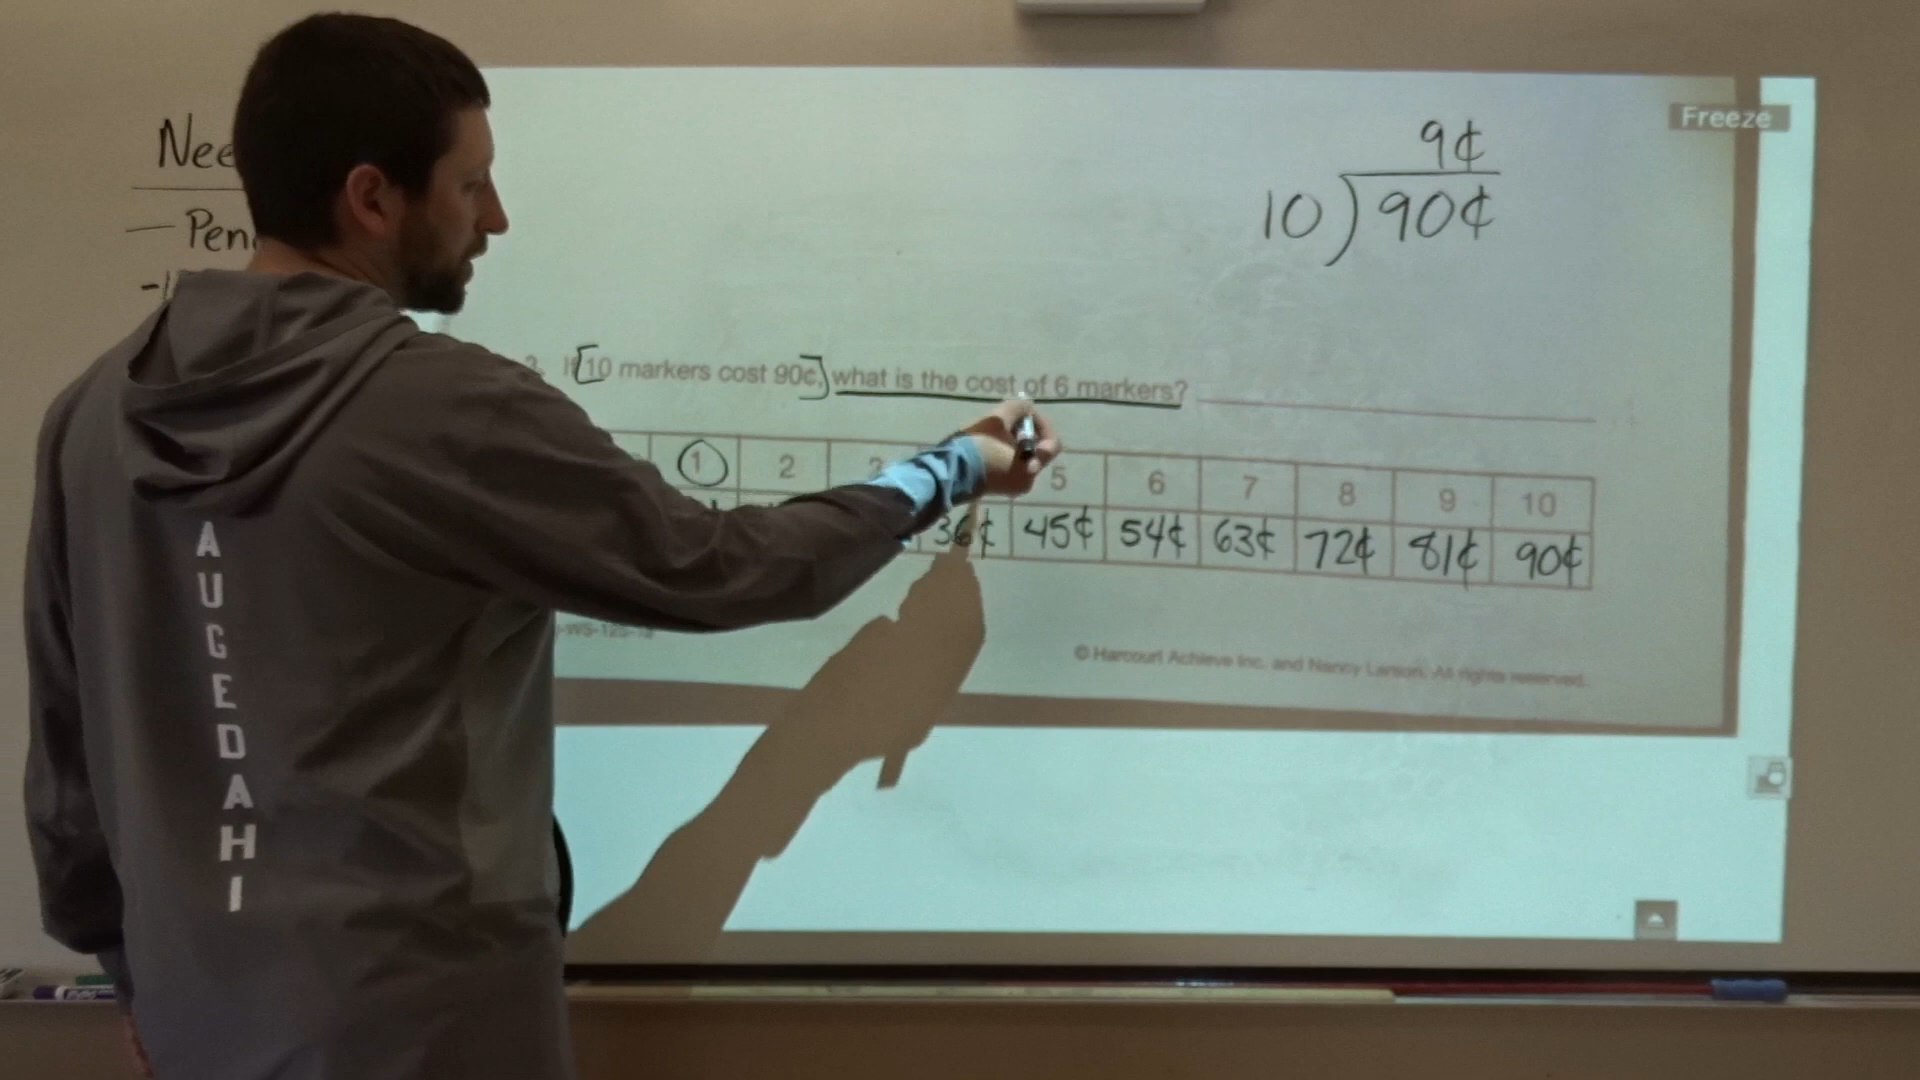 Freeze
Nee
9¢
10)90¢
Pen
If [10 markers cost 90¢,] what is the cost of 6 markers?
1 2 5 6 7 8 9 10
36¢ 45¢ 54¢ 63¢ 72¢ 81¢ 90¢
© Harcourt Achieve Inc. and Nancy Larson. All rights reserved.
AUGEDAHI